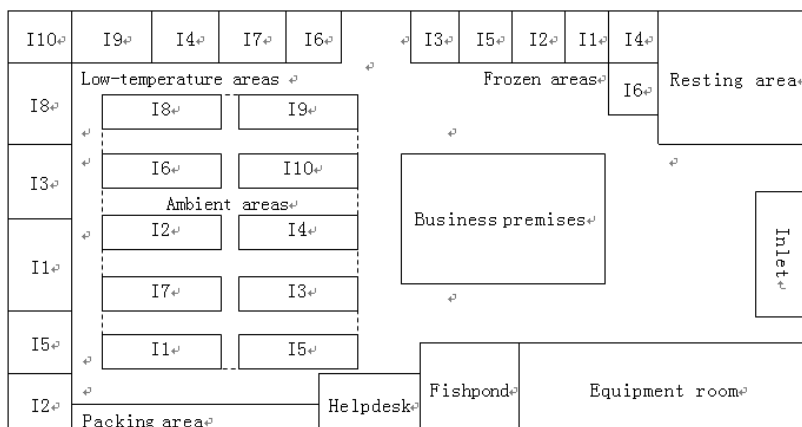 I10 I9 I4 I7 I6 I3 I5 I2 I1 I4
Low-temperature areas Frozen areas I6 Resting area
I8 I8 I9
I3 I6 I10
Ambient areas
I2 I4 Business premises
I1 Inlet
I7 I3
I5 I1 I5
I2 Helpdesk Fishpond Equipment room
Packing area